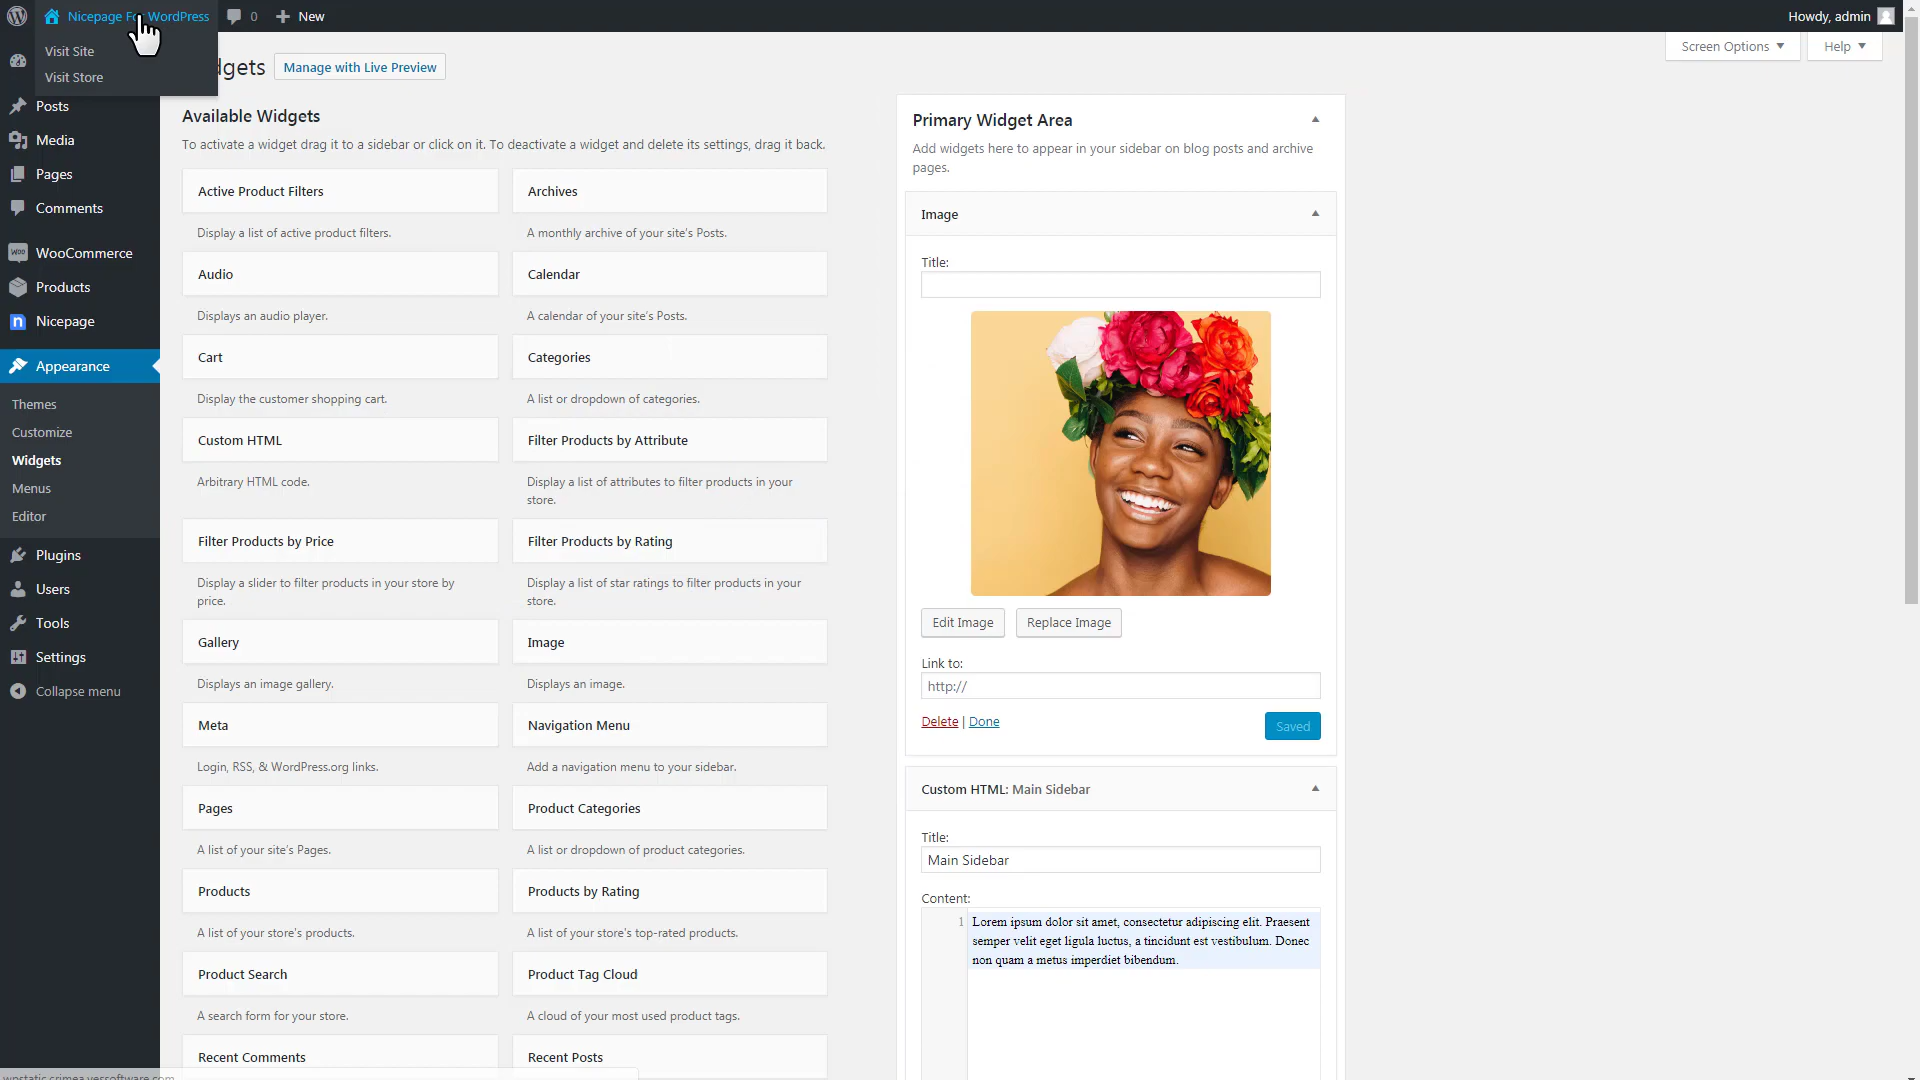 Nicepage Fo WordPress
0
New
Howdy, admin
Visit Site
Visit Store
dgets
Manage with Live Preview
Screen Options
Help
Posts
Media
Pages
Comments
WooCommerce
Products
Nicepage
Appearance
Themes
Customize
Widgets
Menus
Editor
Plugins
Users
Tools
Settings
Collapse menu
Available Widgets
To activate a widget drag it to a sidebar or click on it. To deactivate a widget and delete its settings, drag it back.
Active Product Filters
Display a list of active product filters.
Archives
A monthly archive of your site's Posts.
Audio
Displays an audio player.
Calendar
A calendar of your site's Posts.
Cart
Display the customer shopping cart.
Categories
A list or dropdown of categories.
Custom HTML
Arbitrary HTML code.
Filter Products by Attribute
Display a list of attributes to filter products in your
store.
Filter Products by Price
Display a slider to filter products in your store by
price.
Filter Products by Rating
Display a list of star ratings to filter products in your
store.
Gallery
Displays an image gallery.
Image
Displays an image.
Meta
Login, RSS, & WordPress.org links.
Navigation Menu
Add a navigation menu to your sidebar.
Pages
A list of your site's Pages.
Product Categories
A list or dropdown of product categories.
Products
A list of your store's products.
Products by Rating
A list of your store's top-rated products.
Product Search
A search form for your store.
Product Tag Cloud
A cloud of your most used product tags.
Recent Comments
Recent Posts
Primary Widget Area
Add widgets here to appear in your sidebar on blog posts and archive
pages.
Image
Title:
Edit Image
Replace Image
Link to:
http://
Delete | Done
Saved
Custom HTML: Main Sidebar
Title:
Main Sidebar
Content:
1
Lorem ipsum dolor sit amet, consectetur adipiscing elit. Praesent
semper velit eget ligula luctus, a tincidunt est vestibulum. Donec
non quam a metus imperdiet bibendum.